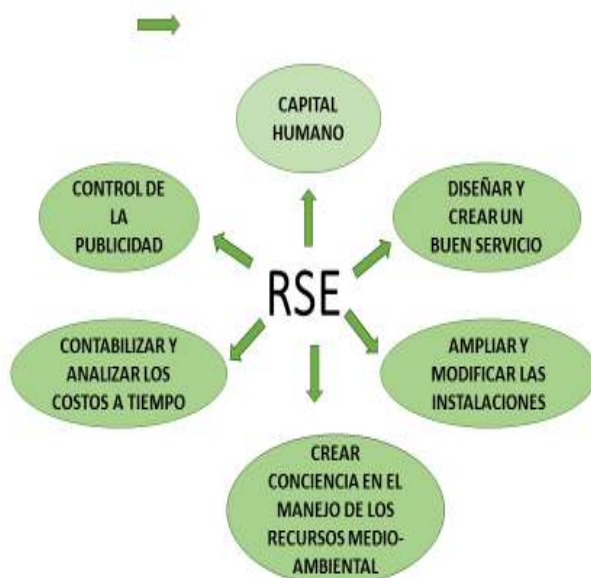 CAPITAL
HUMANO
CONTROL DE
LA
PUBLICIDAD
DISEÑAR Y
CREAR UN
BUEN SERVICIO
RSE
CONTABILIZAR Y
ANALIZAR LOS
COSTOS A TIEMPO
AMPLIAR Y
MODIFICAR LAS
INSTALACIONES
CREAR
CONCIENCIA EN EL
MANEJO DE LOS
RECURSOS MEDIO-
AMBIENTAL